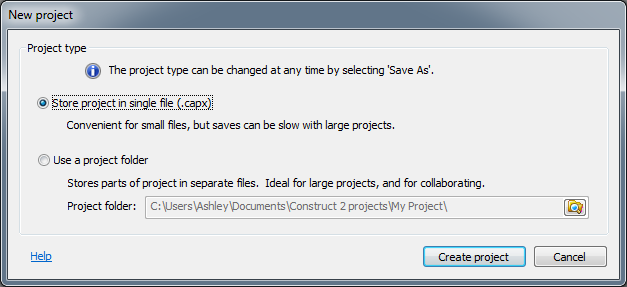 New project
Project type
The project type can be changed at any time by selecting 'Save As'.
Store project in single file (.capx)
Convenient for small files, but saves can be slow with large projects.
Use a project folder
Stores parts of project in separate files.  Ideal for large projects, and for collaborating.
Project folder: C:\Users\Ashley\Documents\Construct 2 projects\My Project\
Help Create project Cancel